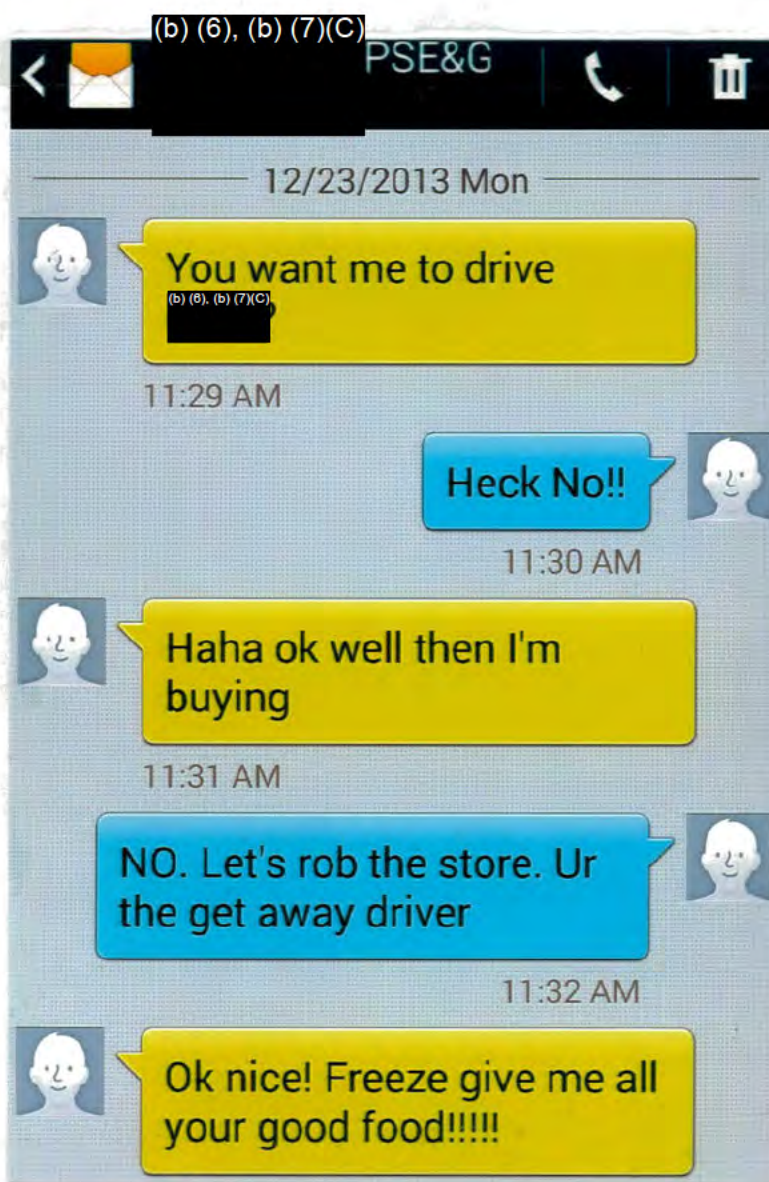 (b) (6), (b) (7)(C)
PSE&G
12/23/2013 Mon
You want me to drive
(b) (6), (b) (7)(C)?
11:29 AM
Heck No!!
11:30 AM
Haha ok well then I'm
buying
11:31 AM
NO. Let's rob the store. Ur
the get away driver
11:32 AM
Ok nice! Freeze give me all
your good food!!!!!